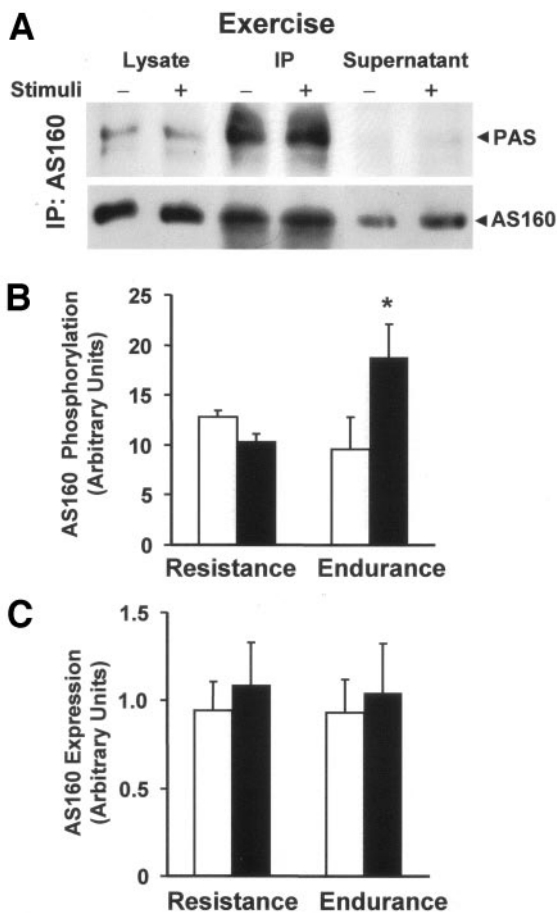 A
Exercise
Lysate IP Supernatant
Stimuli – + – + – +
IP: AS160
◄PAS
◄AS160
B
AS160 Phosphorylation
(Arbitrary Units)
25
20
15
10
5
0
*
Resistance Endurance
C
AS160 Expression
(Arbitrary Units)
1.5
1.0
0.5
0
Resistance Endurance